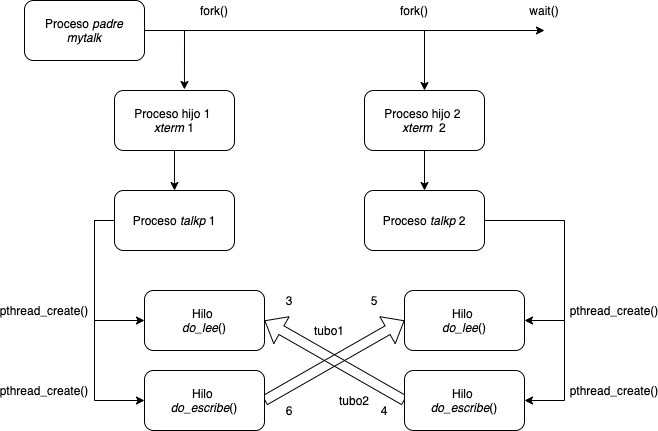 fork()
fork()
wait()
Proceso padre
mytalk
Proceso hijo 1
xterm 1
Proceso hijo 2
xterm 2
Proceso talkp 1
Proceso talkp 2
pthread_create()
Hilo
do_lee()
3
5
Hilo
do_lee()
pthread_create()
tubo1
pthread_create()
Hilo
do_escribe()
6
tubo2
4
Hilo
do_escribe()
pthread_create()